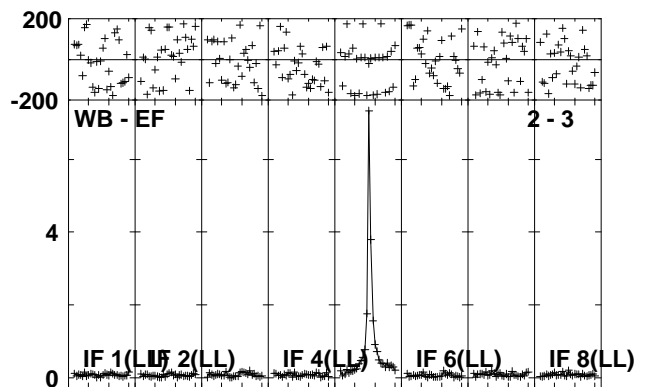 200
-200
WB - EF 2 - 3
4
0
IF 1(LL) IF 2(LL) IF 4(LL) IF 6(LL) IF 8(LL)